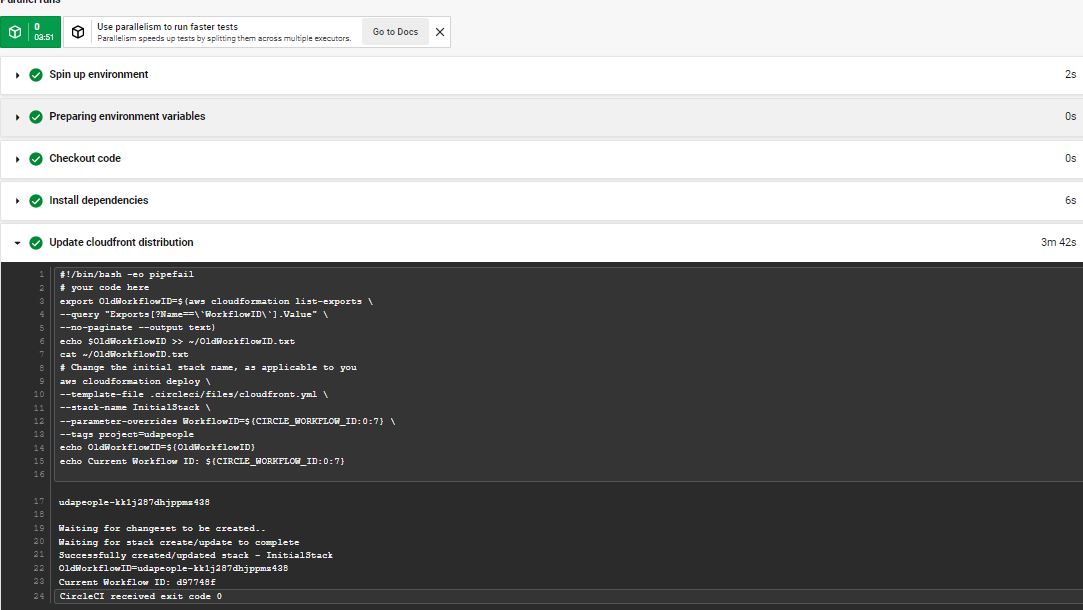 Parallel runs
0
03:51
Use parallelism to run faster tests
Parallelism speeds up tests by splitting them across multiple executors.
Go to Docs
Spin up environment 2s
Preparing environment variables 0s
Checkout code 0s
Install dependencies 6s
Update cloudfront distribution 3m 42s
1 #!/bin/bash -eo pipefail
2 # your code here
3 export OldWorkflowID=$(aws cloudformation list-exports \
4 --query "Exports[?Name==\`WorkflowID\`].Value" \
5 --no-paginate --output text)
6 echo $OldWorkflowID >> ~/OldWorkflowID.txt
7 cat ~/OldWorkflowID.txt
8 # Change the initial stack name, as applicable to you
9 aws cloudformation deploy \
10 --template-file .circleci/files/cloudfront.yml \
11 --stack-name InitialStack \
12 --parameter-overrides WorkflowID=${CIRCLE_WORKFLOW_ID:0:7} \
13 --tags project=udapeople
14 echo OldWorkflowID=${OldWorkflowID}
15 echo Current Workflow ID: ${CIRCLE_WORKFLOW_ID:0:7}
16
17 udapeople-kk1j287dhjppmz438
18
19 Waiting for changeset to be created..
20 Waiting for stack create/update to complete
21 Successfully created/updated stack - InitialStack
22 OldWorkflowID=udapeople-kk1j287dhjppmz438
23 Current Workflow ID: d97748f
24 CircleCI received exit code 0